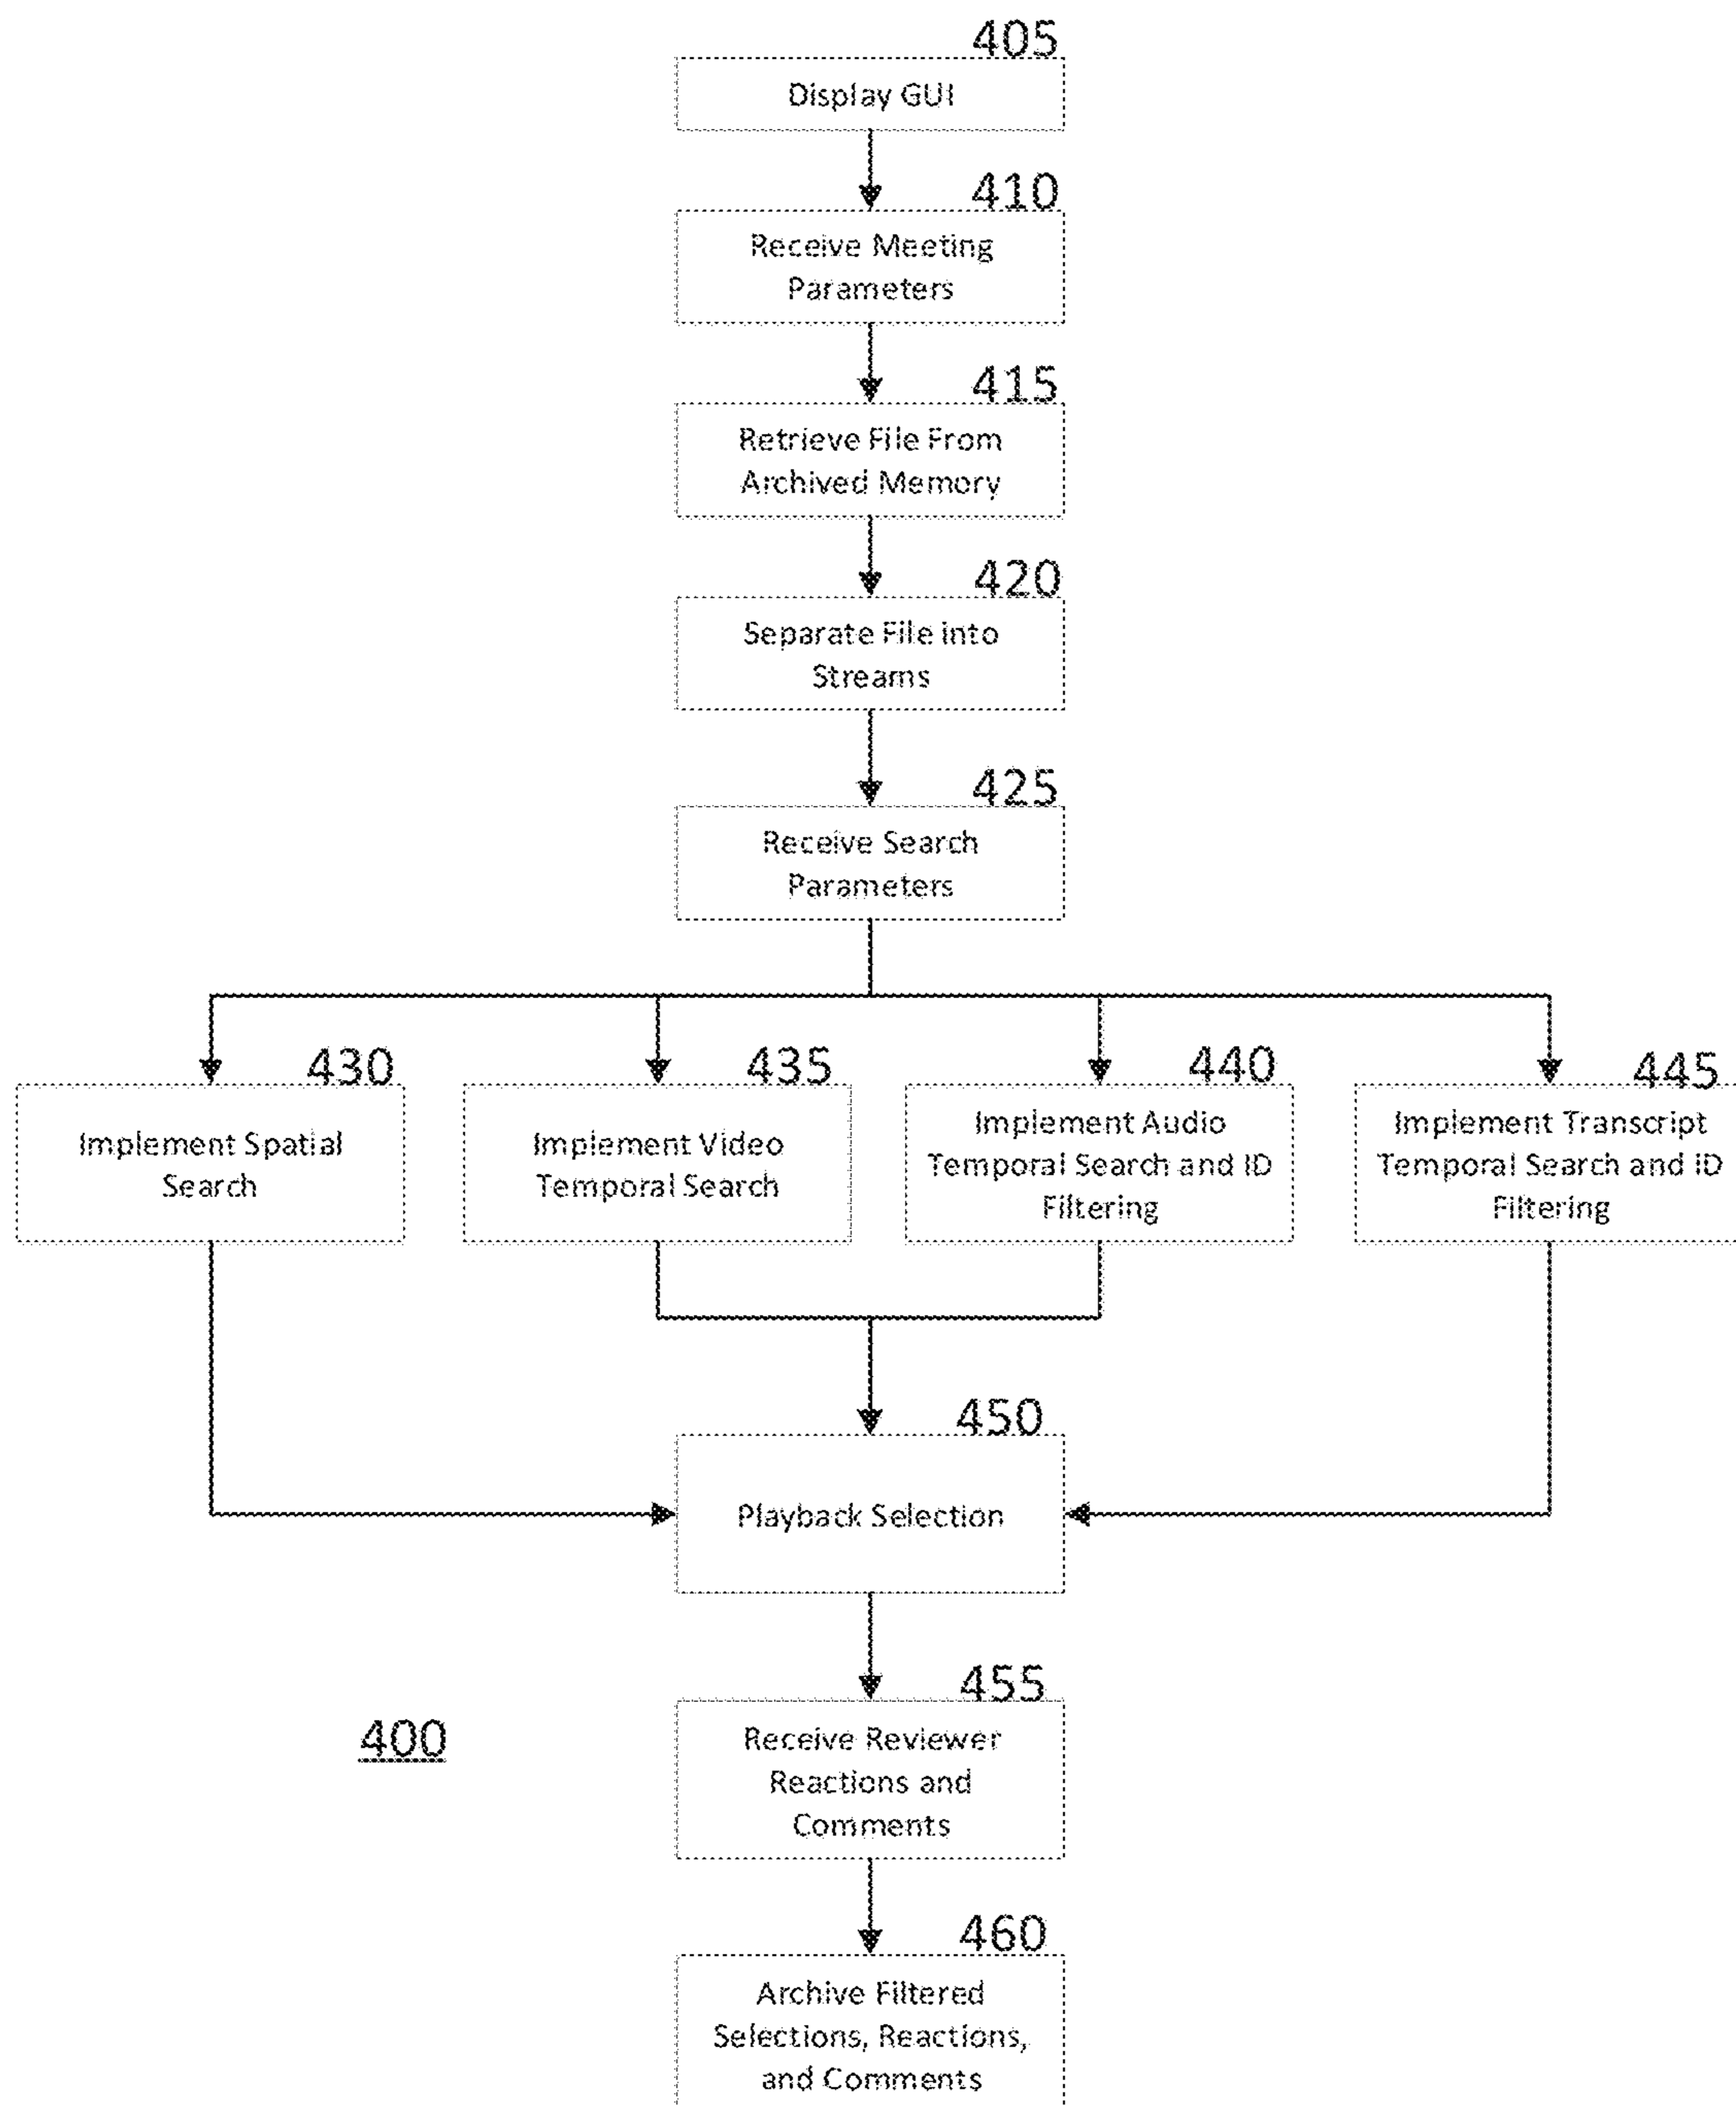 405
Display GUI
410
Receive Meeting
Parameters
415
Retrieve File From
Archived Memory
420
Separate File into
Streams
425
Receive Search
Parameters
430
Implement Spatial
Search
435
Implement Video
Temporal Search
440
Implement Audio
Temporal Search and ID
Filtering
445
Implement Transcript
Temporal Search and ID
Filtering
450
Playback Selection
455
Receive Reviewer
Reactions and
Comments
400
460
Archive Filtered
Selections, Reactions,
and Comments